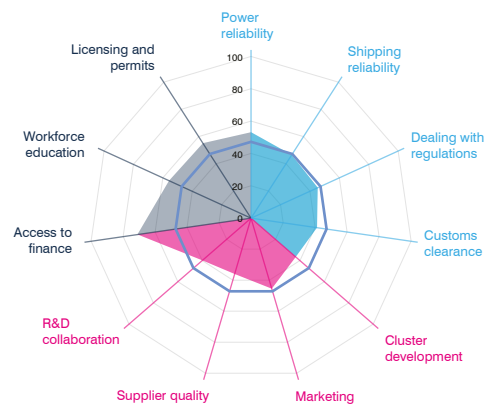 Power
reliability
Shipping
reliability
Dealing with
regulations
Customs
clearance
Cluster
development
Marketing
Supplier quality
R&D
collaboration
Access to
finance
Workforce
education
Licensing and
permits
100
80
60
40
20
0